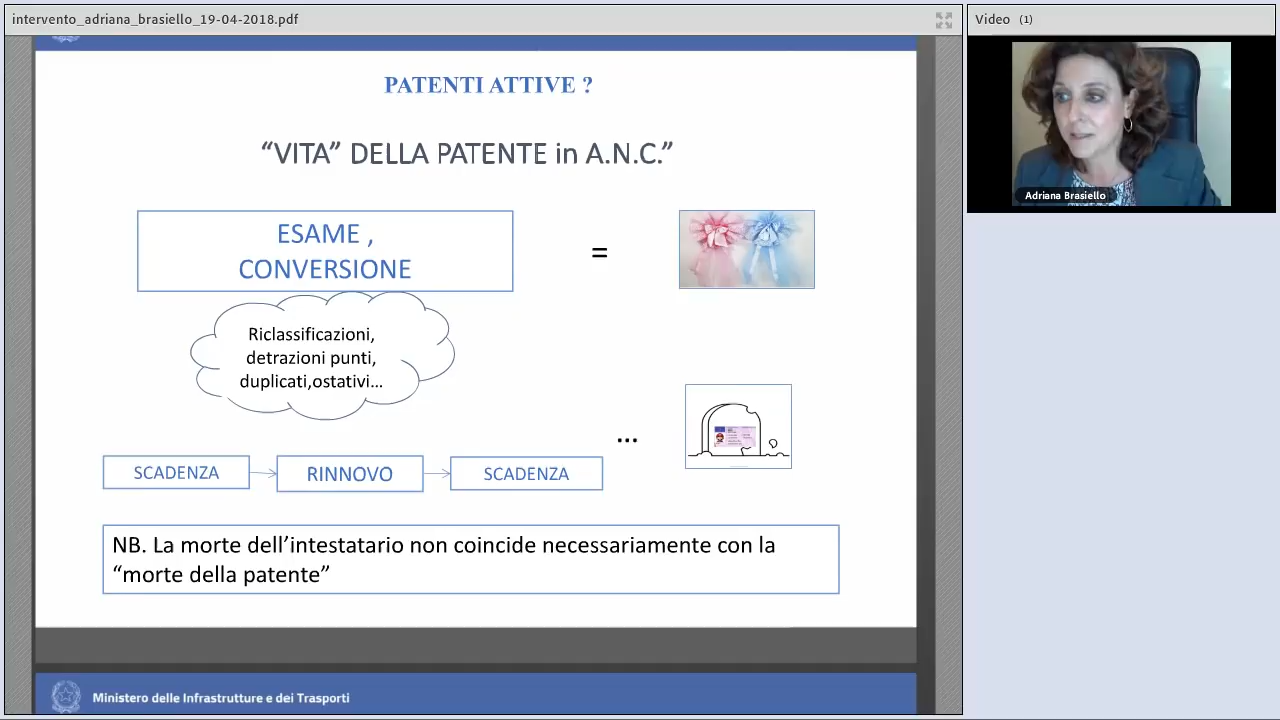 intervento_adriana_brasiello_19-04-2018.pdf
Video (1)
Adriana Brasiello
PATENTI ATTIVE ?
“VITA” DELLA PATENTE in A.N.C.”
ESAME ,
CONVERSIONE
=
Riclassificazioni,
detrazioni punti,
duplicati,ostativi...
...
SCADENZA
RINNOVO
SCADENZA
NB. La morte dell’intestatario non coincide necessariamente con la
“morte della patente”
Ministero delle Infrastrutture e dei Trasporti